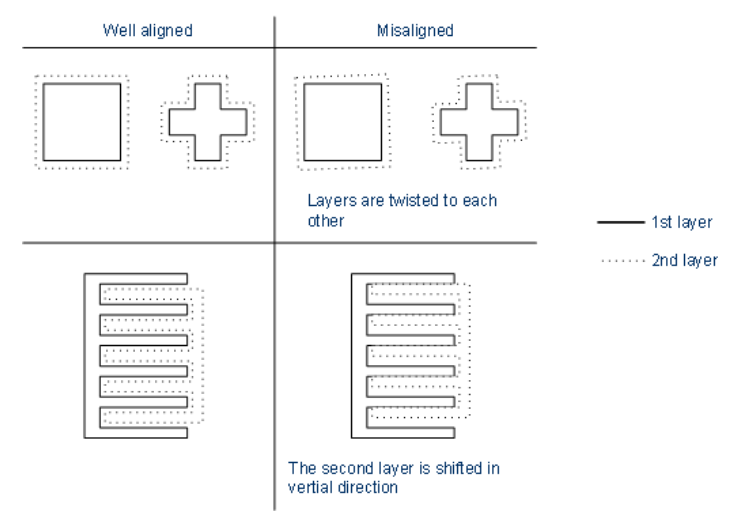 Well aligned
Misaligned
Layers are twisted to each
other
1st layer
2nd layer
The second layer is shifted in
vertial direction